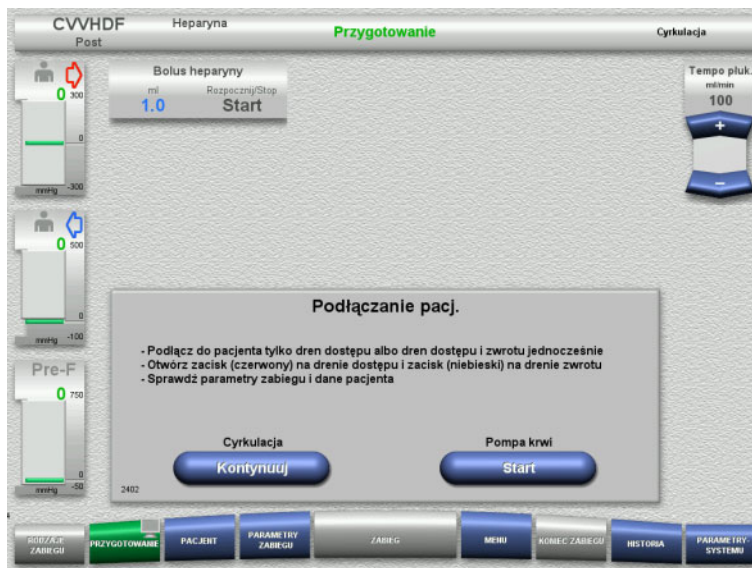 CVVHDF Heparyna Przygotowanie Cyrkulacja
Post
Bolus heparyny
ml Rozpocznij/Stop
1.0 Start
Tempo płuk.
ml/min
100
+
−
0 300
0
mmHg -300
0 500
0
mmHg -100
Pre-F
0 750
0
mmHg -50
Podłączanie pacj.
- Podłącz do pacjenta tylko dren dostępu albo dren dostępu i zwrotu jednocześnie
- Otwórz zacisk (czerwony) na drenie dostępu i zacisk (niebieski) na drenie zwrotu
- Sprawdź parametry zabiegu i dane pacjenta
Cyrkulacja Pompa krwi
Kontynuuj Start
2402
RODZAJE ZABIEGU
PRZYGOTOWANIE
PACJENT
PARAMETRY ZABIEGU
ZABIEG
MENU
KONIEC ZABIEGU
HISTORIA
PARAMETRY-SYSTEMU